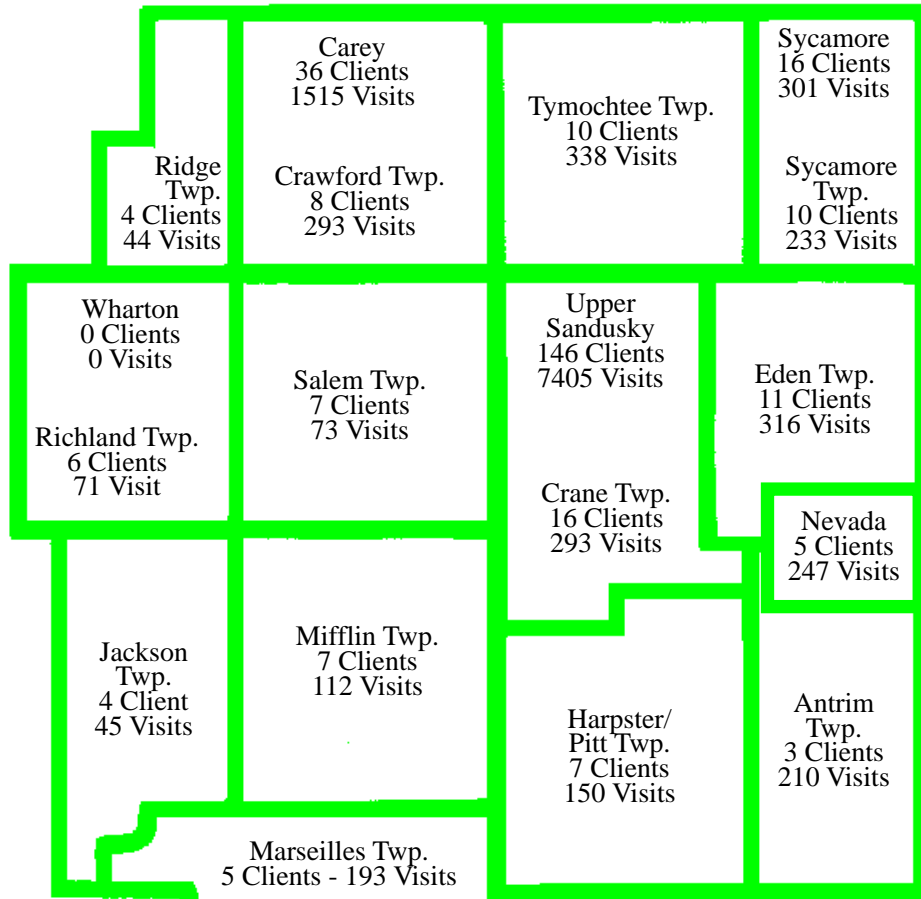 Carey
36 Clients
1515 Visits
Sycamore
16 Clients
301 Visits
Tymochtee Twp.
10 Clients
338 Visits
Ridge
Twp.
4 Clients
44 Visits
Crawford Twp.
8 Clients
293 Visits
Sycamore
Twp.
10 Clients
233 Visits
Wharton
0 Clients
0 Visits
Richland Twp.
6 Clients
71 Visit
Salem Twp.
7 Clients
73 Visits
Upper
Sandusky
146 Clients
7405 Visits
Crane Twp.
16 Clients
293 Visits
Eden Twp.
11 Clients
316 Visits
Nevada
5 Clients
247 Visits
Jackson
Twp.
4 Client
45 Visits
Mifflin Twp.
7 Clients
112 Visits
Harpster/
Pitt Twp.
7 Clients
150 Visits
Antrim
Twp.
3 Clients
210 Visits
Marseilles Twp.
5 Clients - 193 Visits